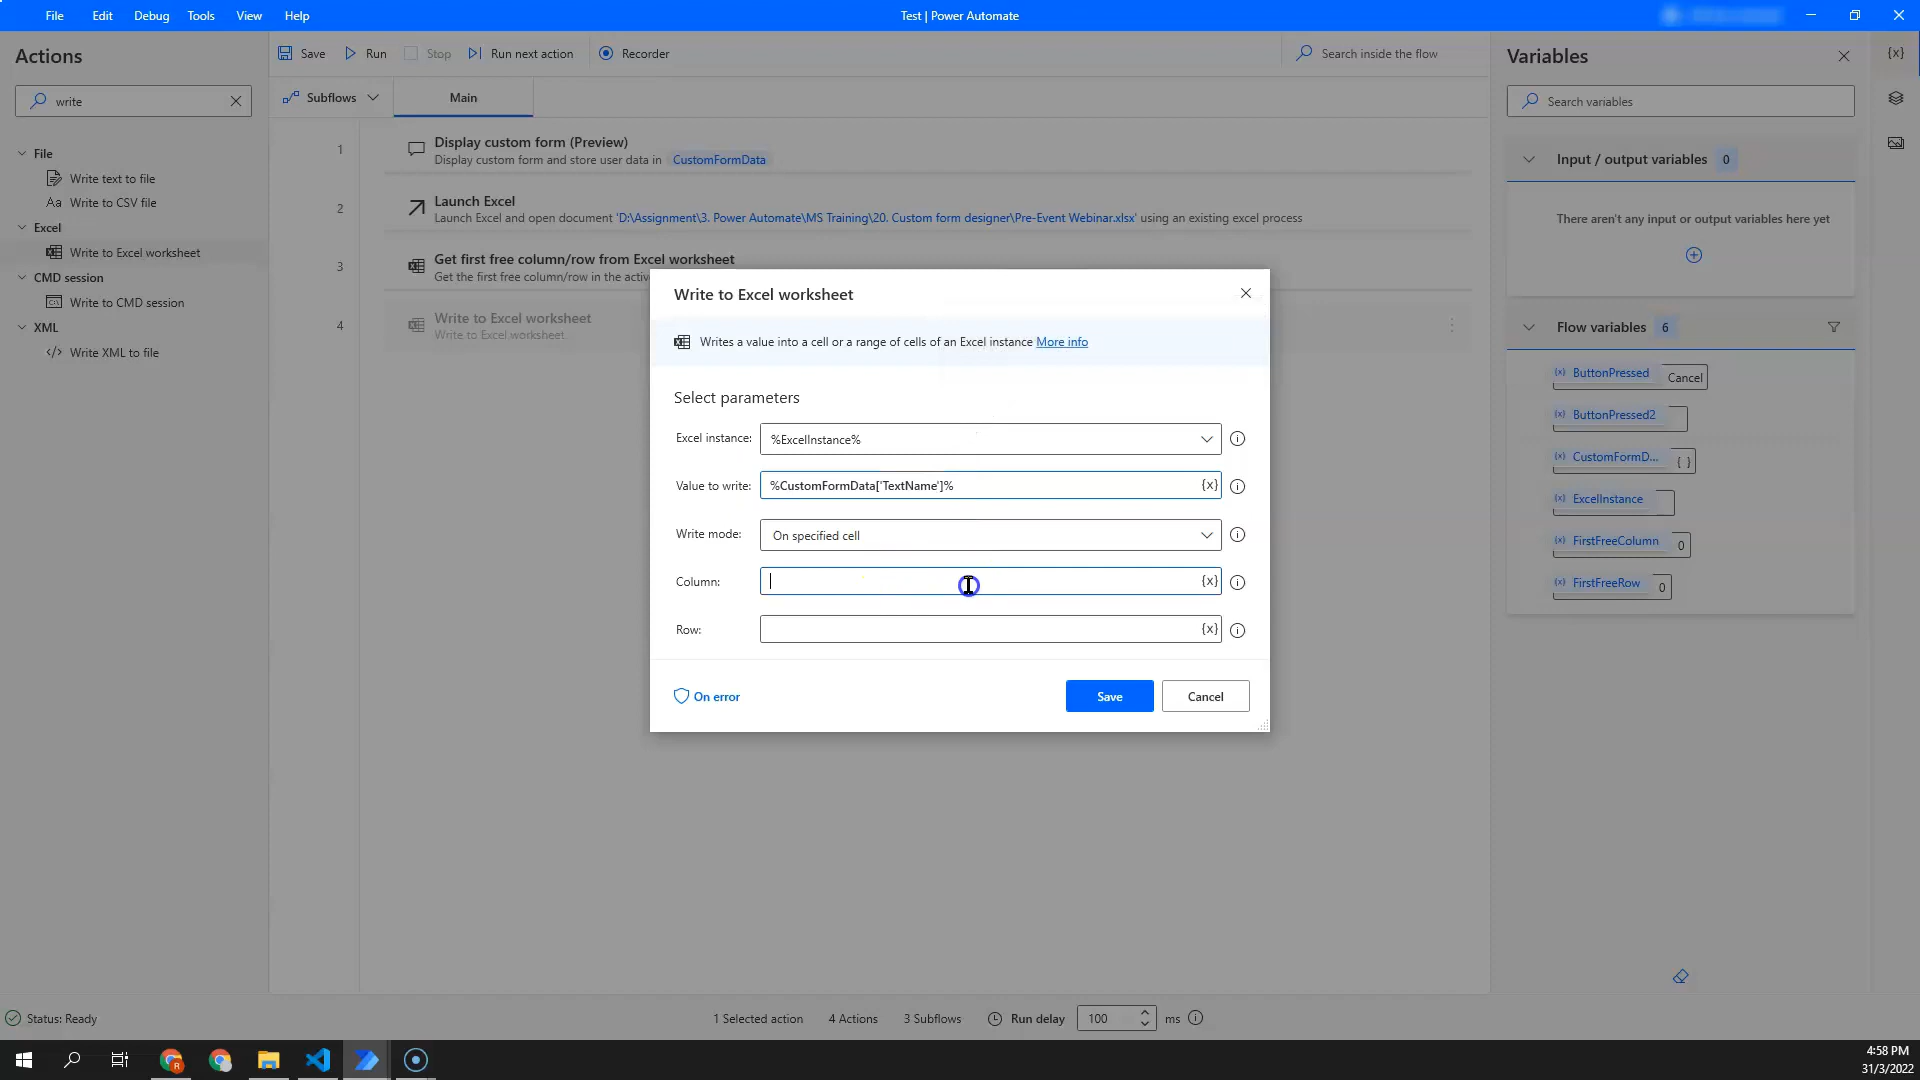 File Edit Debug Tools View Help
Test | Power Automate
Actions
write
File
Write text to file
Aa Write to CSV file
Excel
Write to Excel worksheet
CMD session
Write to CMD session
XML
Write XML to file
Save Run Stop Run next action Recorder
Search inside the flow
Subflows Main
1
Display custom form (Preview)
Display custom form and store user data in CustomFormData
2
Launch Excel
Launch Excel and open document 'D:\Assignment\3. Power Automate\MS Training\20. Custom form designer\Pre-Event Webinar.xlsx' using an existing excel process
3
Get first free column/row from Excel worksheet
Get the first free column/row in the activ
4
Write to Excel worksheet
Write to Excel worksheet
Write to Excel worksheet
Writes a value into a cell or a range of cells of an Excel instance More info
Select parameters
Excel instance: %ExcelInstance%
Value to write: %CustomFormData['TextName']% {x}
Write mode: On specified cell
Column: {x}
Row: {x}
On error
Save Cancel
Variables
{x}
Search variables
Input / output variables 0
There aren't any input or output variables here yet
Flow variables 6
(x) ButtonPressed Cancel
(x) ButtonPressed2
(x) CustomFormD... { }
(x) ExcelInstance
(x) FirstFreeColumn 0
(x) FirstFreeRow 0
Status: Ready
1 Selected action 4 Actions 3 Subflows Run delay 100 ms
4:58 PM
31/3/2022